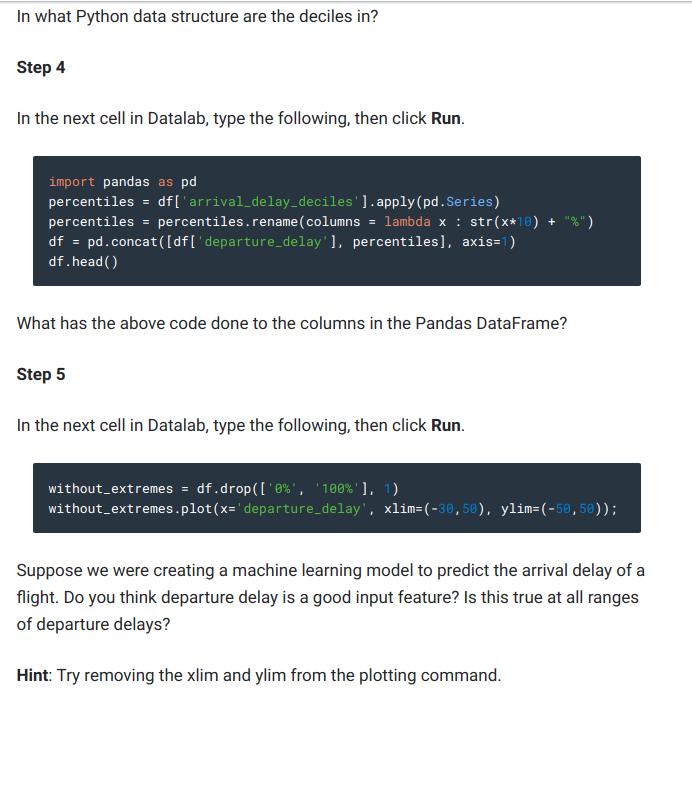 In what Python data structure are the deciles in?
Step 4
In the next cell in Datalab, type the following, then click Run.
import pandas as pd
percentiles = df['arrival_delay_deciles'].apply(pd.Series)
percentiles = percentiles.rename(columns = lambda x : str(x*10) + "%")
df = pd.concat([df['departure_delay'], percentiles], axis=1)
df.head()
What has the above code done to the columns in the Pandas DataFrame?
Step 5
In the next cell in Datalab, type the following, then click Run.
without_extremes = df.drop(['0%', '100%'], 1)
without_extremes.plot(x='departure_delay', xlim=(-30,50), ylim=(-50,50));
Suppose we were creating a machine learning model to predict the arrival delay of a
flight. Do you think departure delay is a good input feature? Is this true at all ranges
of departure delays?
Hint: Try removing the xlim and ylim from the plotting command.